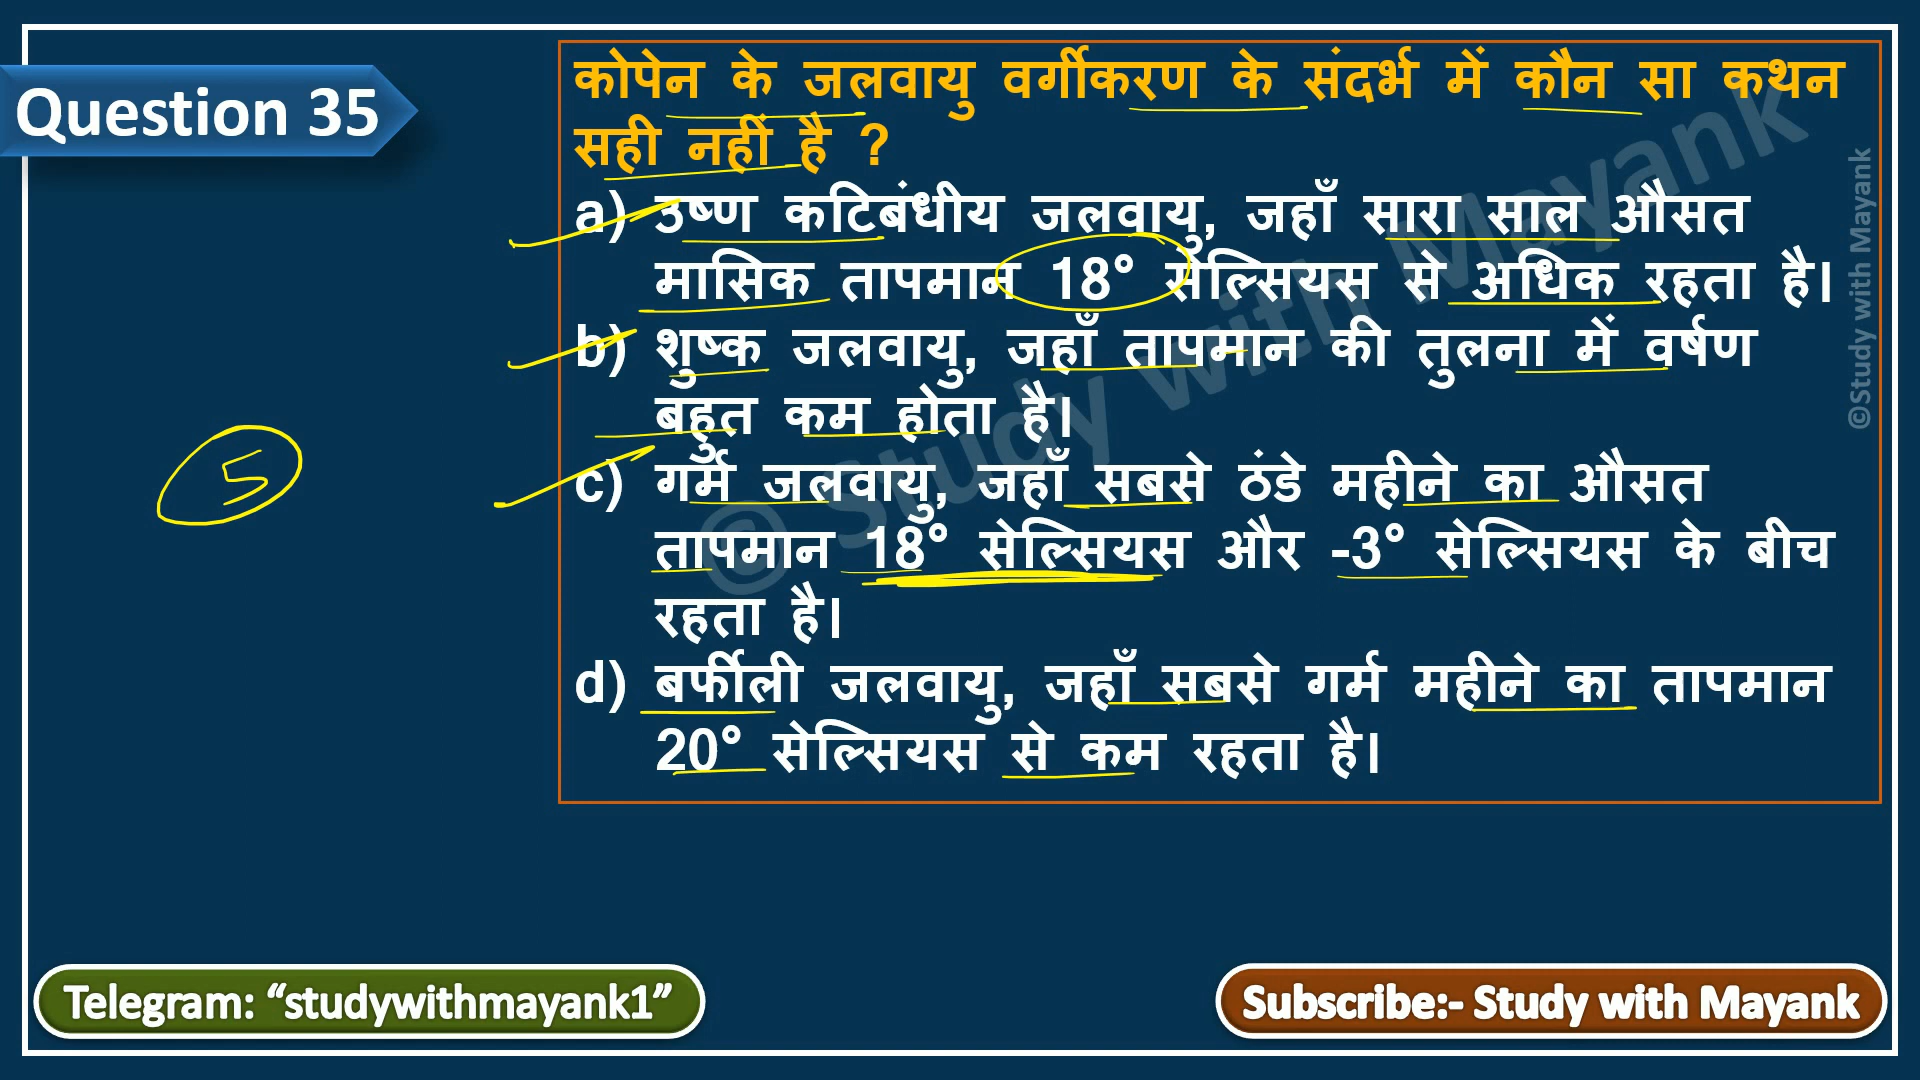 Question 35
कोपेन के जलवायु वर्गीकरण के संदर्भ में कौन सा कथन
सही नहीं है ?
a) उष्ण कटिबंधीय जलवायु, जहाँ सारा साल औसत
मासिक तापमान 18° सेल्सियस से अधिक रहता है।
b) शुष्क जलवायु, जहाँ तापमान की तुलना में वर्षण
बहुत कम होता है।
c) गर्म जलवायु, जहाँ सबसे ठंडे महीने का औसत
तापमान 18° सेल्सियस और -3° सेल्सियस के बीच
रहता है।
d) बर्फीली जलवायु, जहाँ सबसे गर्म महीने का तापमान
20° सेल्सियस से कम रहता है।
5
© Study with Mayank
©Study with Mayank
Telegram: “studywithmayank1”
Subscribe:- Study with Mayank